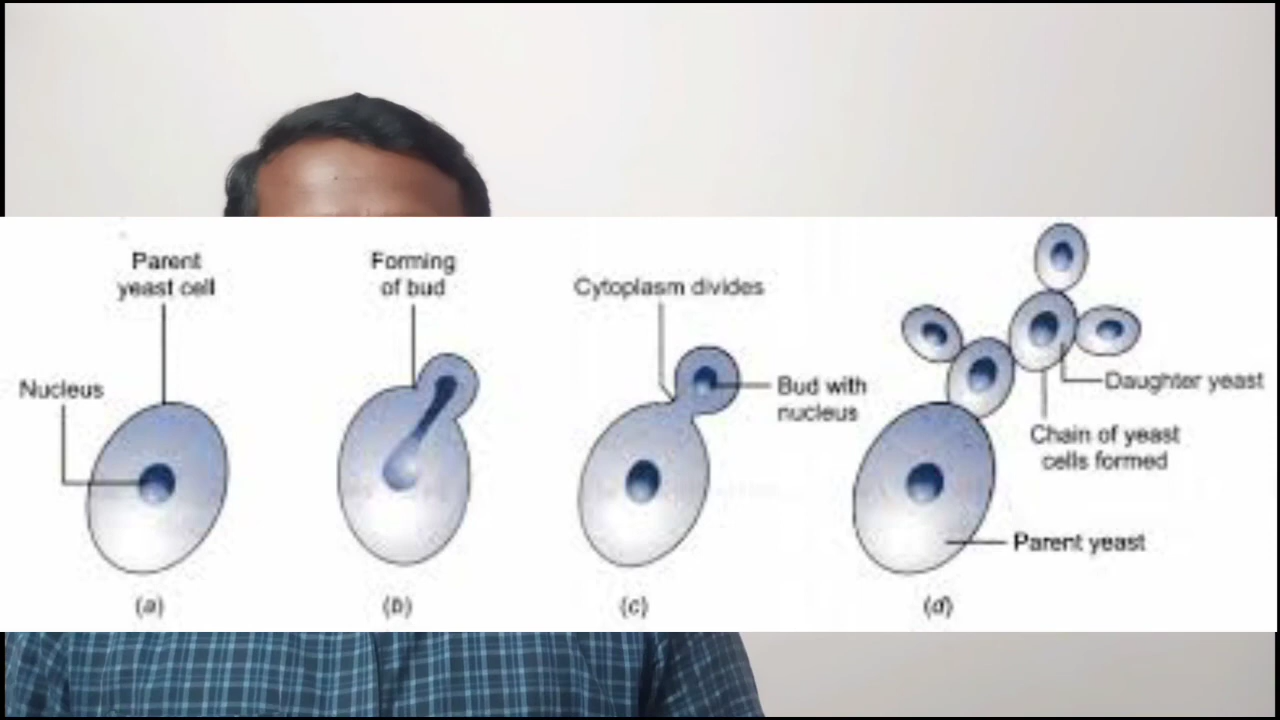 Parent
yeast cell
Nucleus
(a)
Forming
of bud
(b)
Cytoplasm divides
Bud with
nucleus
(c)
Daughter yeast
Chain of yeast
cells formed
Parent yeast
(d)